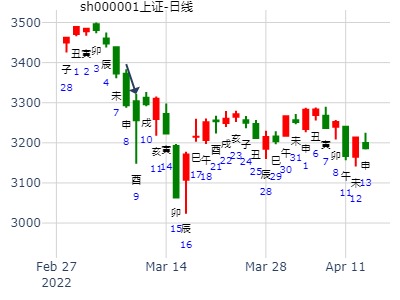 sh000001上证-日线
3500
3400
3300
3200
3100
3000
子
28
丑
1
寅
2
卯
3
辰
4
未
7
申
8
酉
9
戌
10
亥
11
寅
14
卯
15
辰
16
巳
17
午
18
酉
21
戌
22
亥
23
子
24
丑
25
辰
28
巳
29
午
30
未
31
申
1
丑
6
寅
7
卯
8
午
11
未
12
申
13
Feb 27
2022
Mar 14
Mar 28
Apr 11